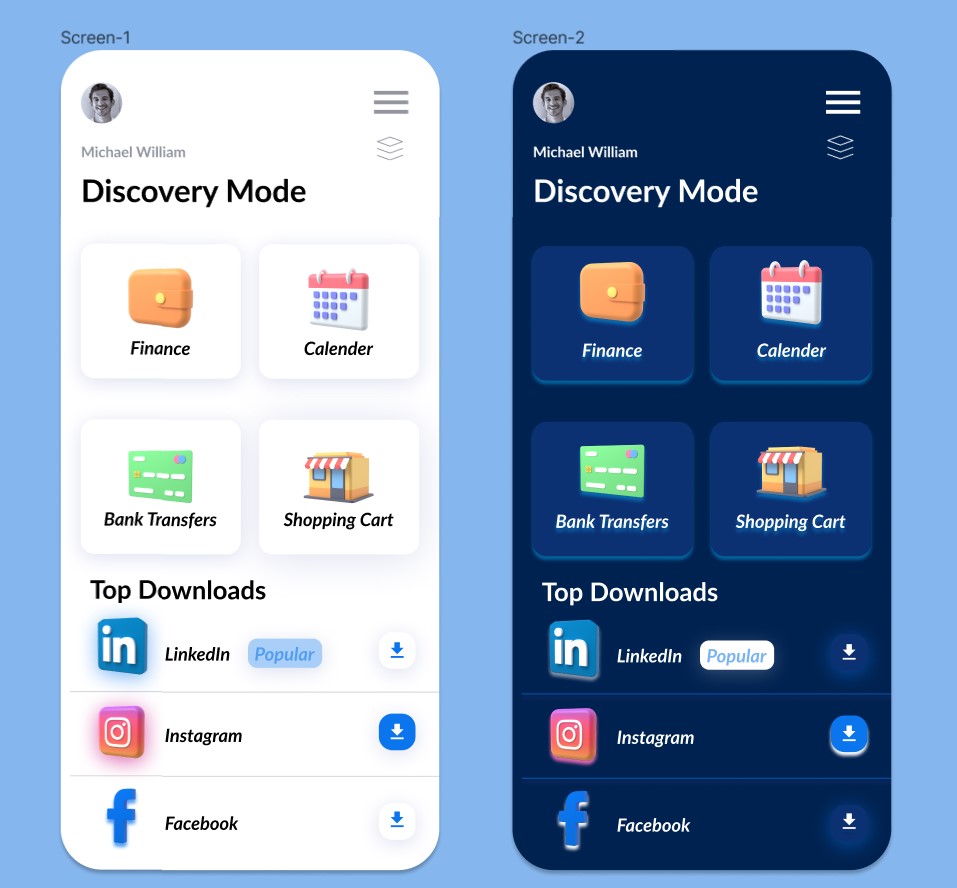 Screen-1
Michael William
Discovery Mode
Finance
Calender
Bank Transfers
Shopping Cart
Top Downloads
in
LinkedIn Popular
Instagram
f
Facebook
Screen-2
Michael William
Discovery Mode
Finance
Calender
Bank Transfers
Shopping Cart
Top Downloads
in
LinkedIn Popular
Instagram
f
Facebook